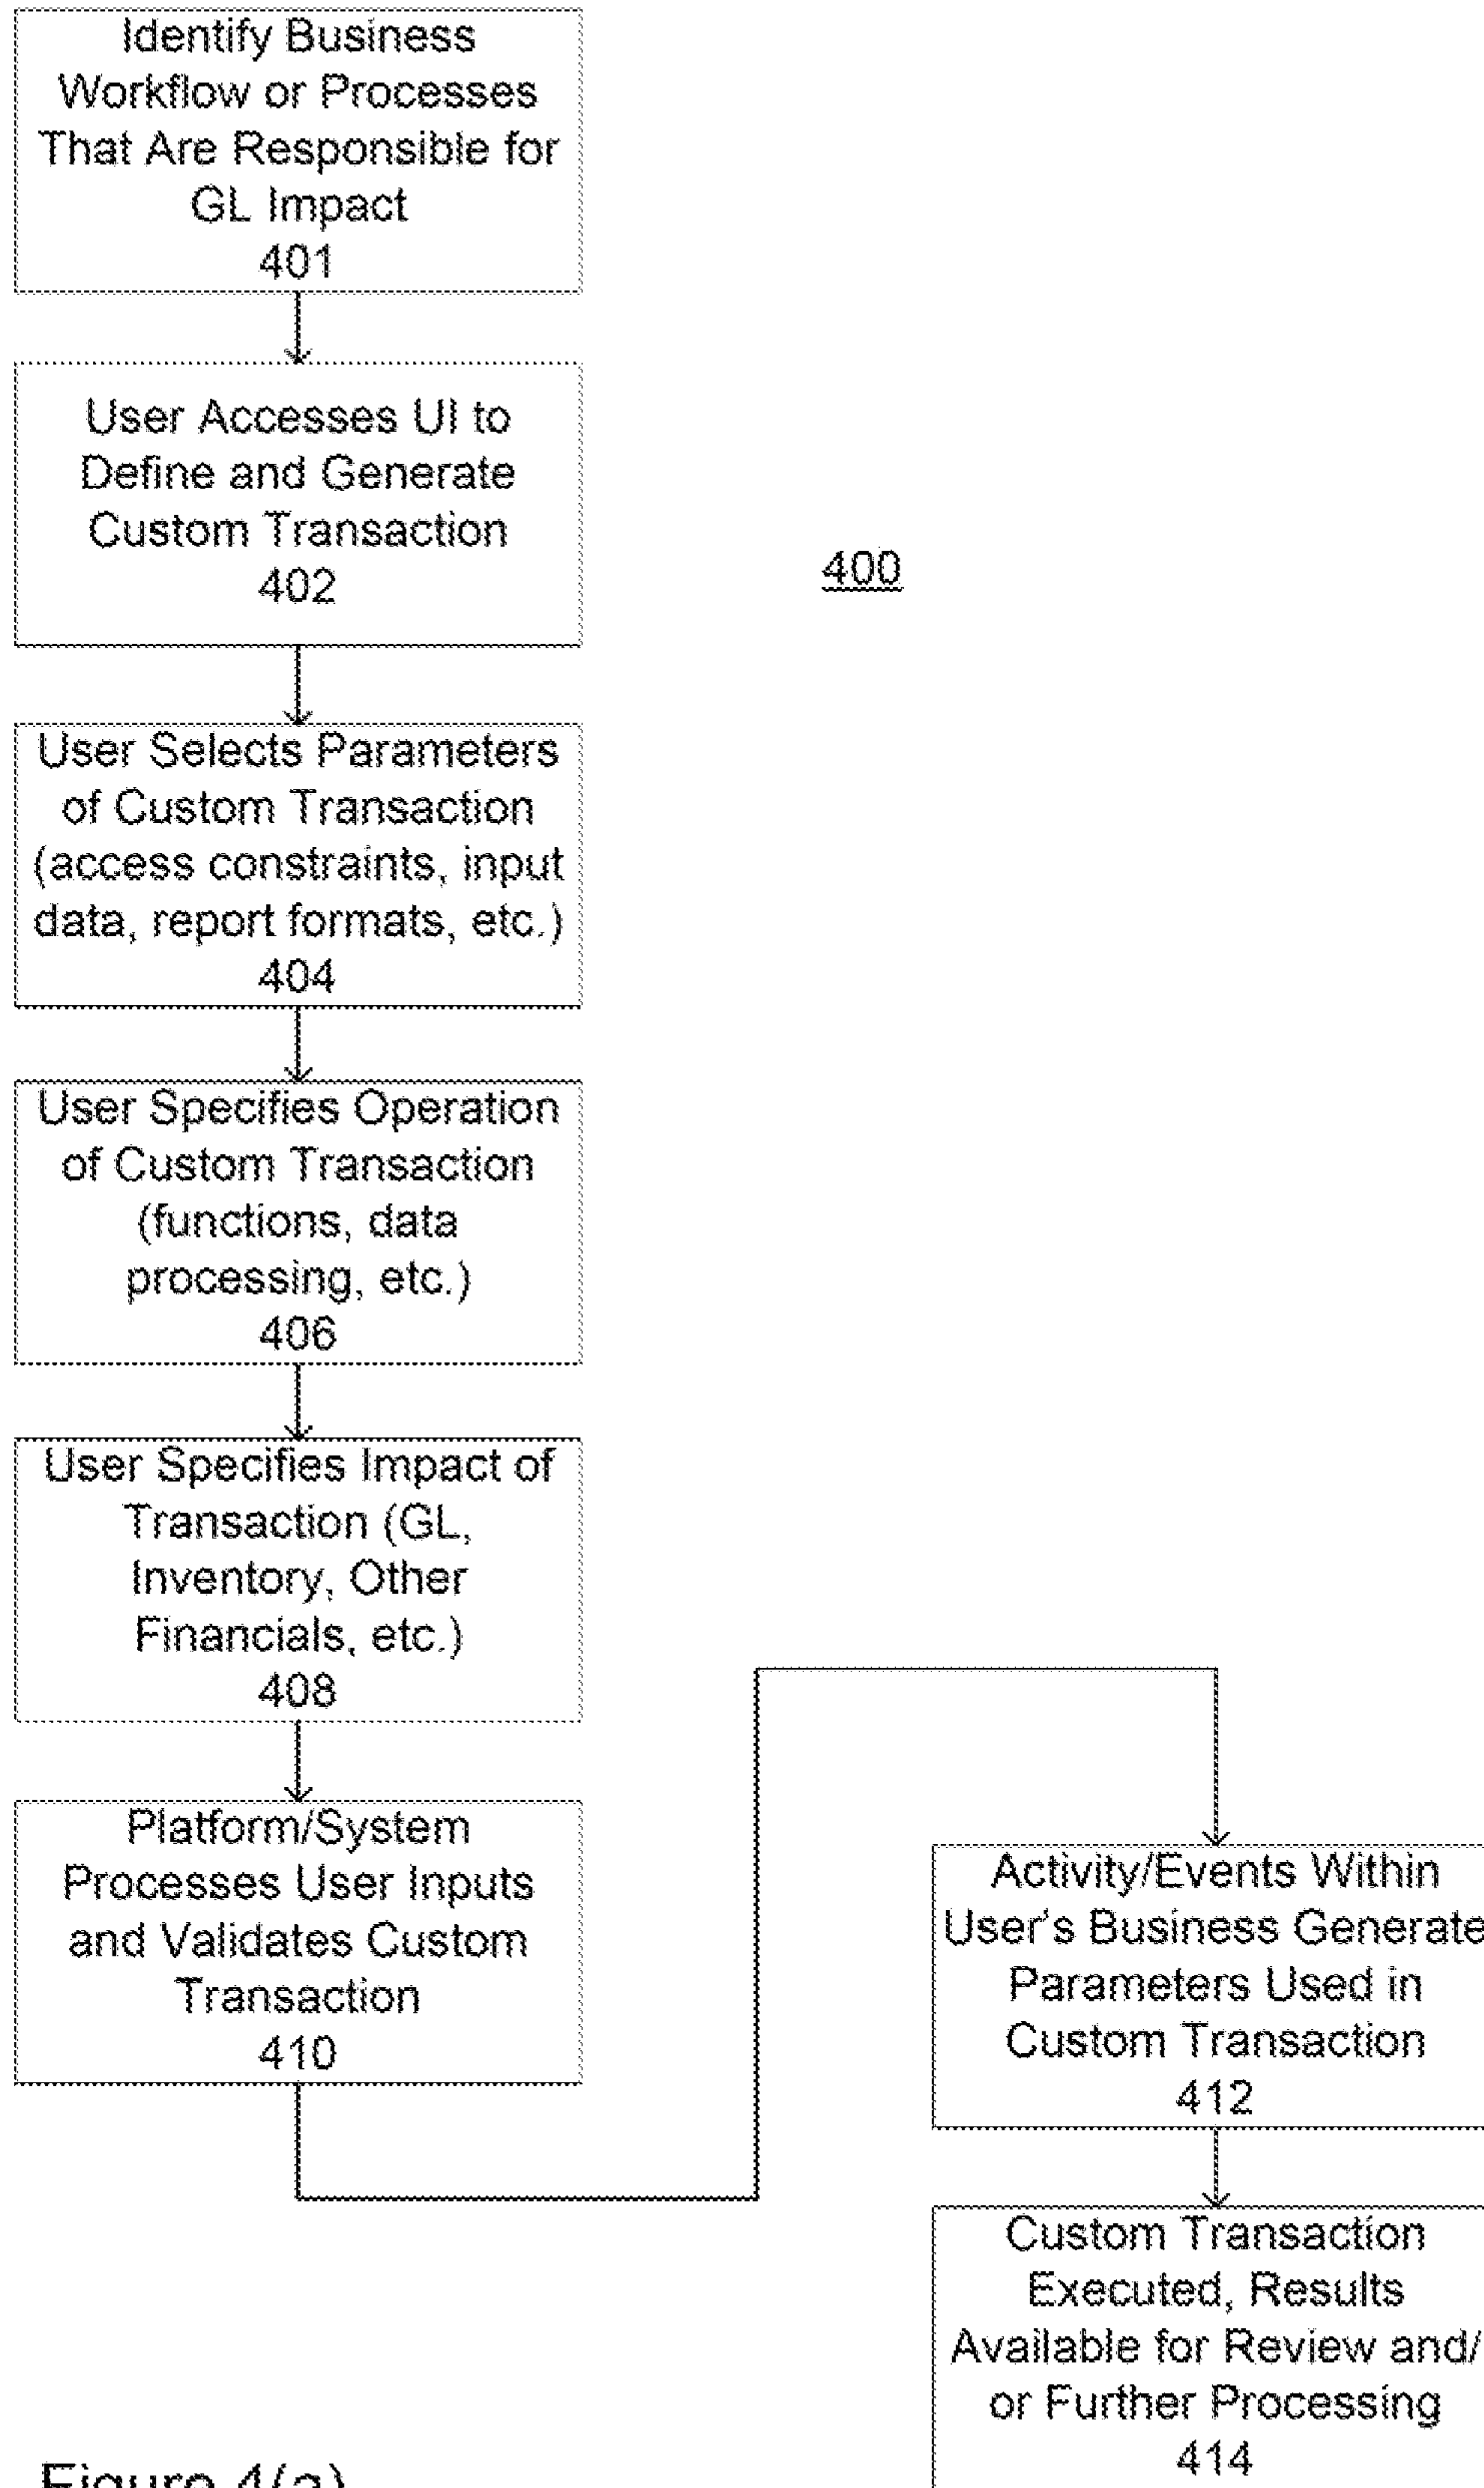 Identify Business
Workflow or Processes
That Are Responsible for
GL Impact
401
User Accesses UI to
Define and Generate
Custom Transaction
402
400
User Selects Parameters
of Custom Transaction
(access constraints, input
data, report formats, etc.)
404
User Specifies Operation
of Custom Transaction
(functions, data
processing, etc.)
406
User Specifies Impact of
Transaction (GL,
Inventory, Other
Financials, etc.)
408
Platform/System
Processes User Inputs
and Validates Custom
Transaction
410
Activity/Events Within
User's Business Generate
Parameters Used in
Custom Transaction
412
Custom Transaction
Executed, Results
Available for Review and/
or Further Processing
414
Figure 4(a)